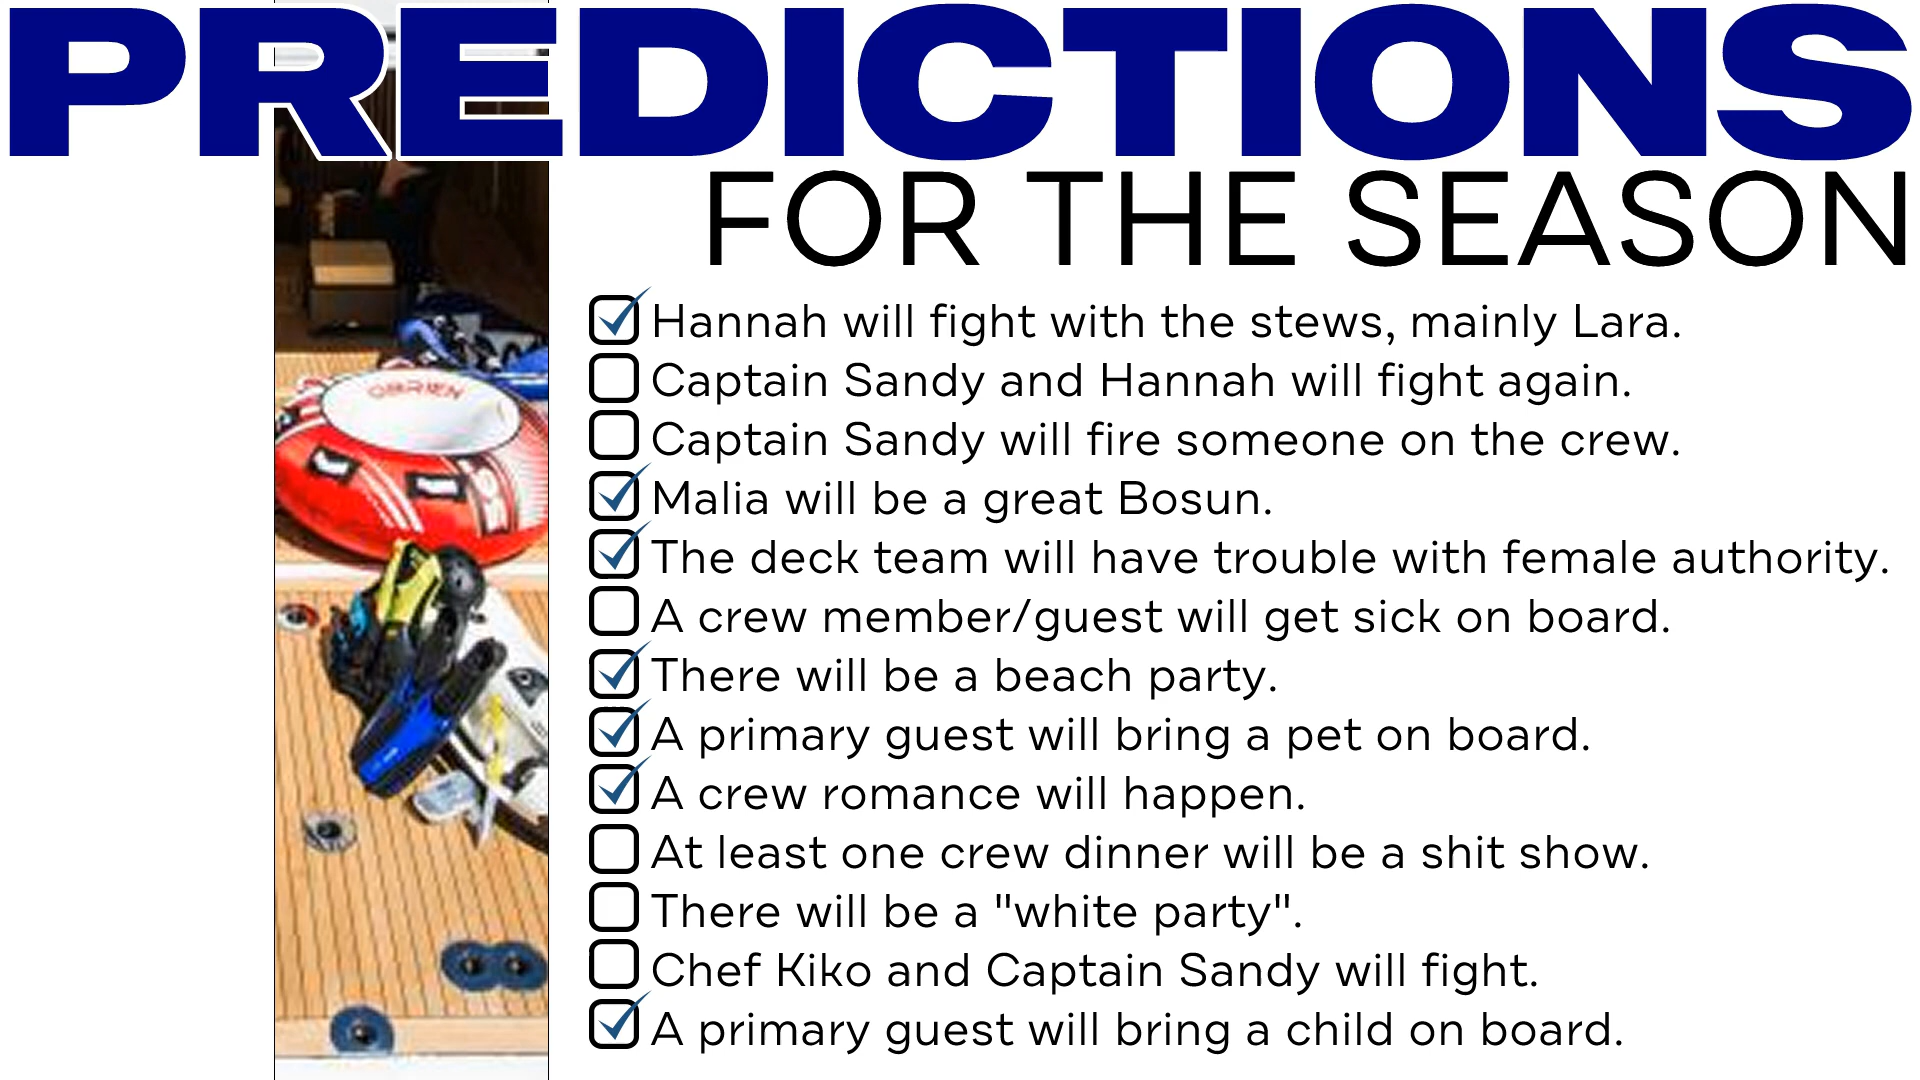 PREDICTIONS
FOR THE SEASON
Hannah will fight with the stews, mainly Lara.
Captain Sandy and Hannah will fight again.
Captain Sandy will fire someone on the crew.
Malia will be a great Bosun.
The deck team will have trouble with female authority.
A crew member/guest will get sick on board.
There will be a beach party.
A primary guest will bring a pet on board.
A crew romance will happen.
At least one crew dinner will be a shit show.
There will be a "white party".
Chef Kiko and Captain Sandy will fight.
A primary guest will bring a child on board.
OBRIEN